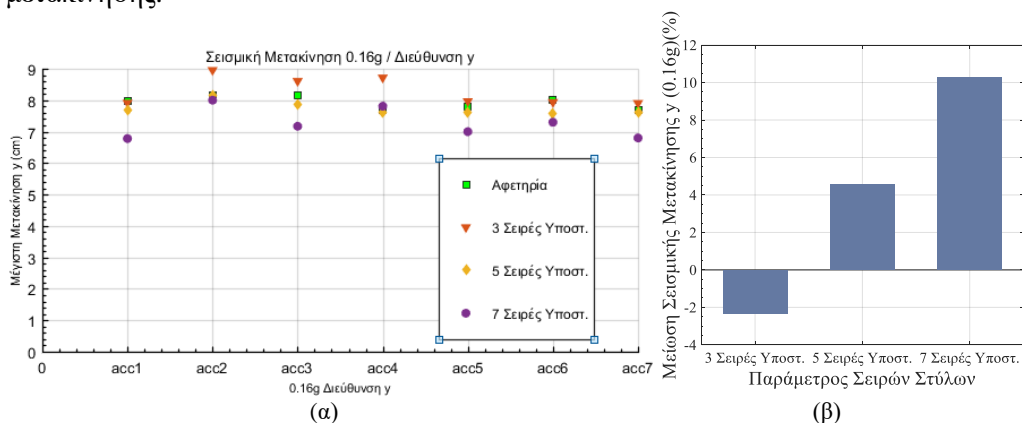 μετακίνησης.
Σεισμική Μετακίνηση 0.16g / Διεύθυνση y
Μέγιστη Μετακίνηση y (cm)
9
8
7
6
5
4
3
2
1
0
Αφετηρία
3 Σειρές Υποστ.
5 Σειρές Υποστ.
7 Σειρές Υποστ.
0 acc1 acc2 acc3 acc4 acc5 acc6 acc7
0.16g Διεύθυνση y
(α)
Μείωση Σεισμικής Μετακίνησης y (0.16g)(%)
12
10
8
6
4
2
0
-2
-4
3 Σειρές Υποστ. 5 Σειρές Υποστ. 7 Σειρές Υποστ.
Παράμετρος Σειρών Στύλων
(β)